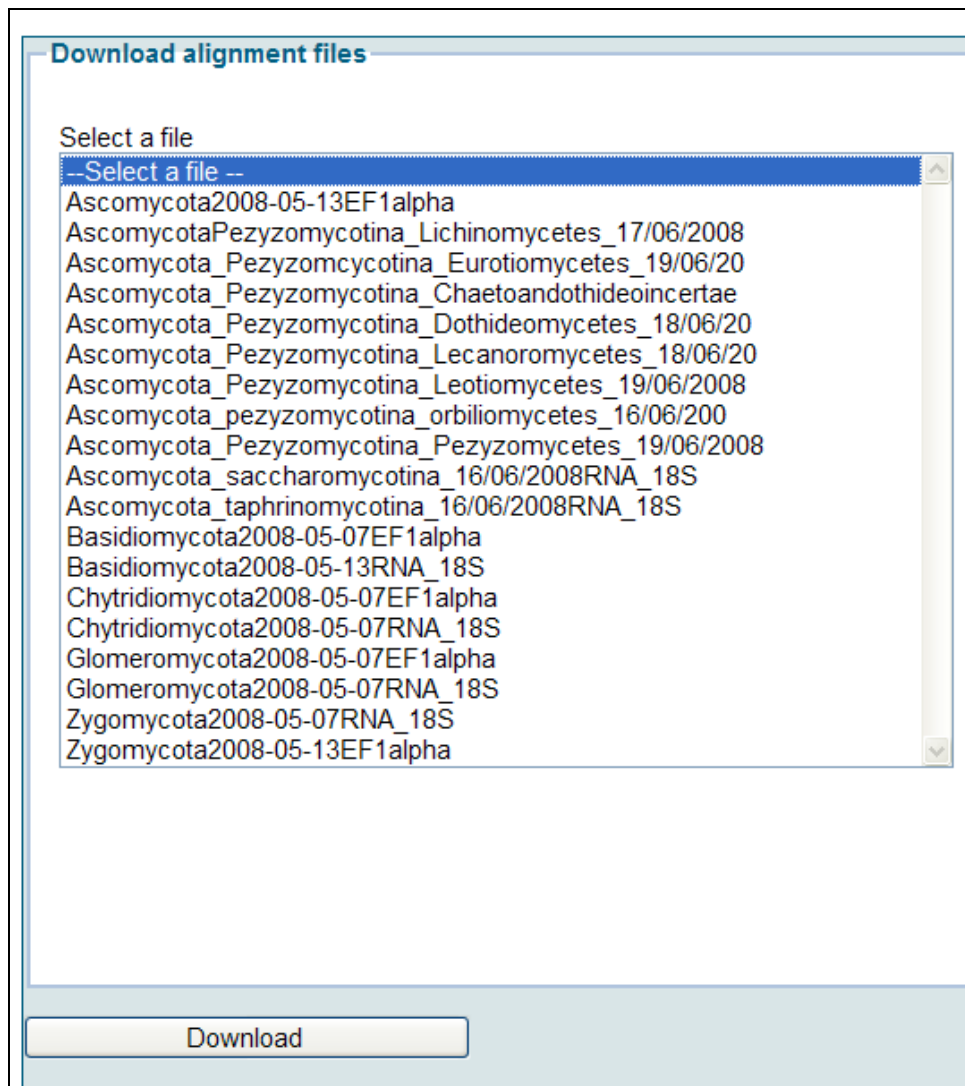 Download alignment files
Select a file
--Select a file --
Ascomycota2008-05-13EF1alpha
AscomycotaPezyzomycotina_Lichinomycetes_17/06/2008
Ascomycota_Pezyzomcycotina_Eurotiomycetes_19/06/20
Ascomycota_Pezyzomycotina_Chaetoandothideoincertae
Ascomycota_Pezyzomycotina_Dothideomycetes_18/06/20
Ascomycota_Pezyzomycotina_Lecanoromycetes_18/06/20
Ascomycota_Pezyzomycotina_Leotiomycetes_19/06/2008
Ascomycota_pezyzomycotina_orbiliomycetes_16/06/200
Ascomycota_Pezyzomycotina_Pezyzomycetes_19/06/2008
Ascomycota_saccharomycotina_16/06/2008RNA_18S
Ascomycota_taphrinomycotina_16/06/2008RNA_18S
Basidiomycota2008-05-07EF1alpha
Basidiomycota2008-05-13RNA_18S
Chytridiomycota2008-05-07EF1alpha
Chytridiomycota2008-05-07RNA_18S
Glomeromycota2008-05-07EF1alpha
Glomeromycota2008-05-07RNA_18S
Zygomycota2008-05-07RNA_18S
Zygomycota2008-05-13EF1alpha
Download